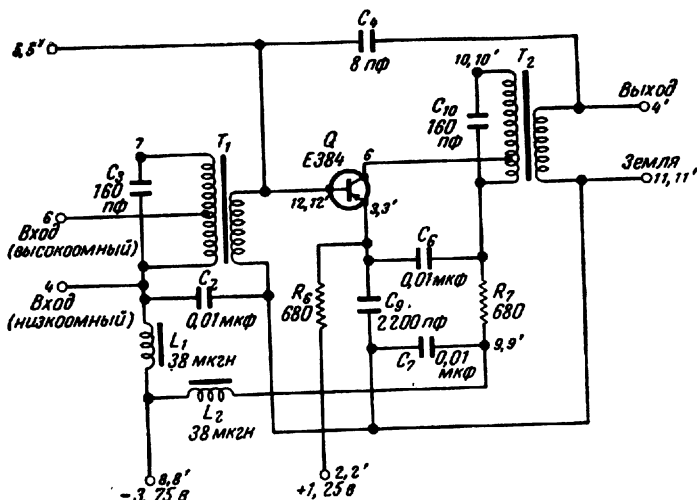 C₄
8 пф
5, 5'
10, 10'
T₂
C₁₀
160
пф
Выход
4'
Земля
11, 11'
7
T₁
C₃
160
пф
Q
E384
6
12, 12'
3, 3'
6
Вход
(высокоомный)
4
Вход
(низкоомный)
C₂
0,01 мкф
C₆
0,01 мкф
R₆
680
C₉
2200 пф
R₇
680
C₇
0,01
мкф
9,9'
L₁
38 мкгн
L₂
38 мкгн
8, 8'
-3,75 в
2, 2'
+1,25 в